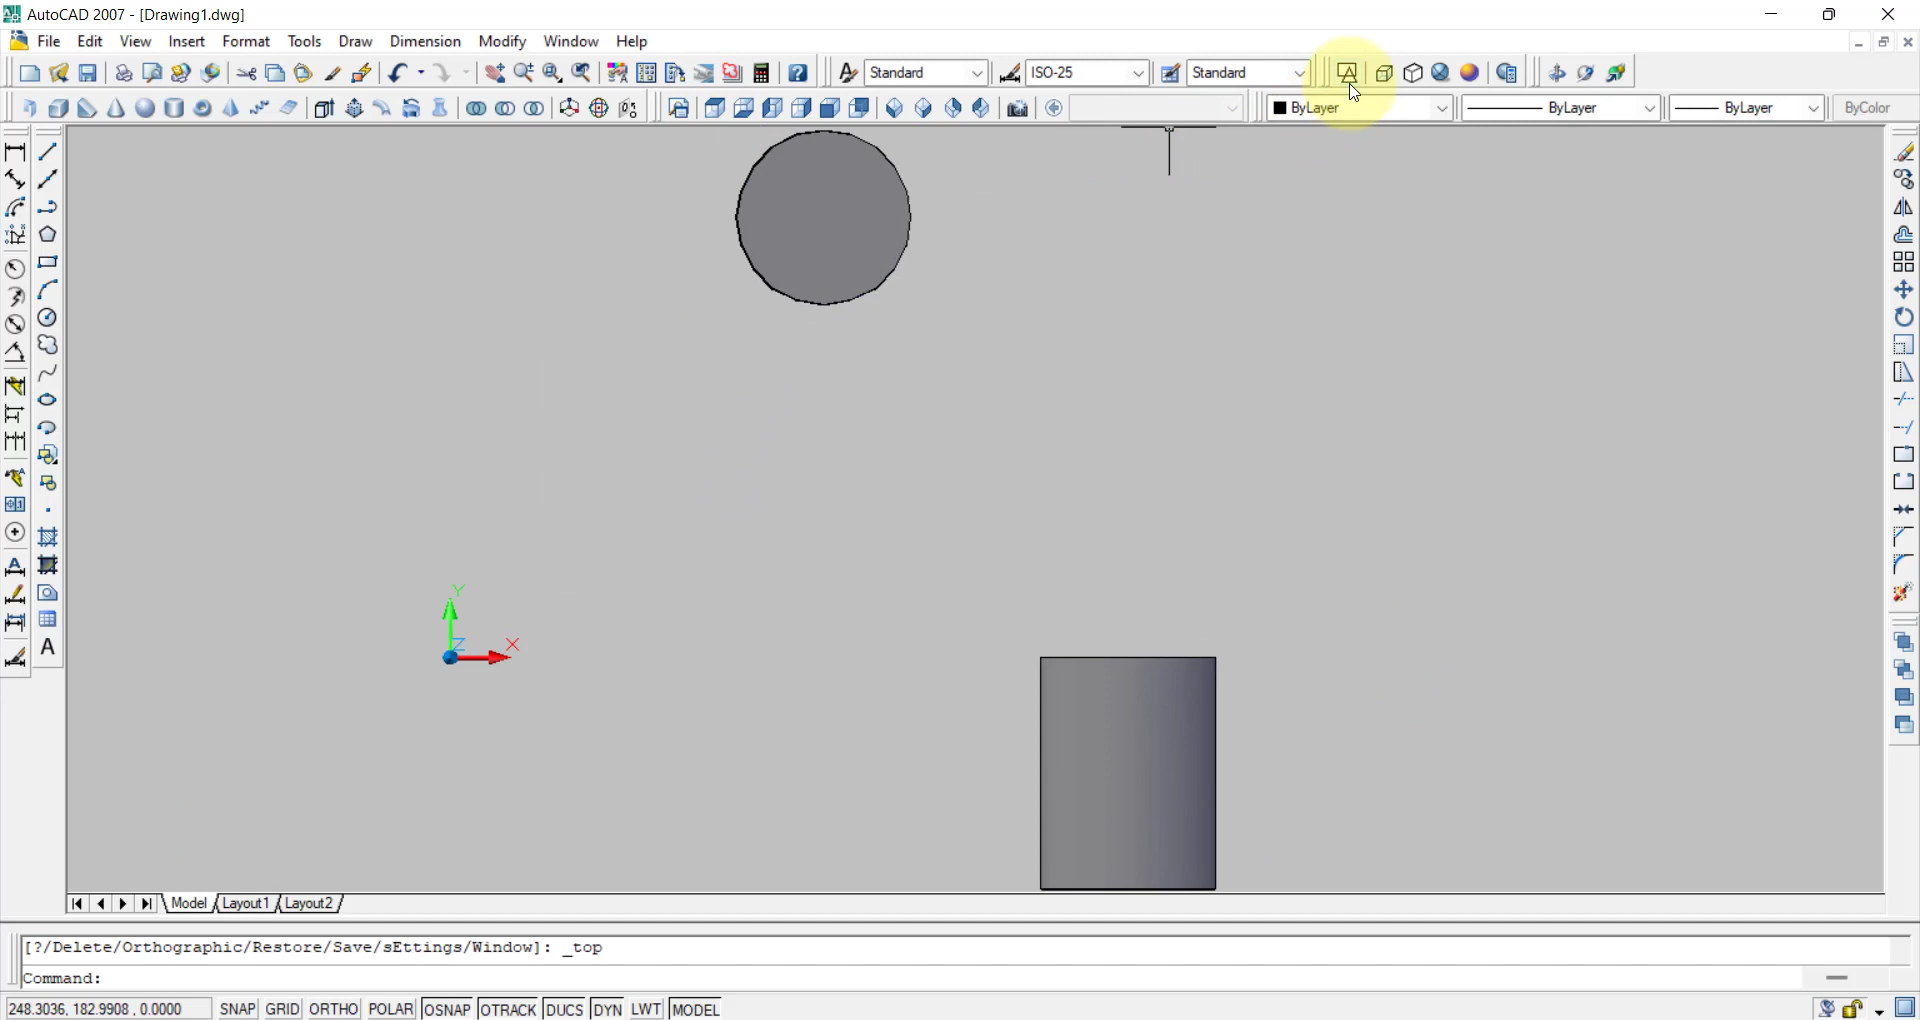 AutoCAD 2007 - [Drawing1.dwg]
File Edit View Insert Format Tools Draw Dimension Modify Window Help
Standard ISO-25 Standard
ByLayer ByLayer ByLayer ByColor
Y
Z X
Model Layout1 Layout2
[?/Delete/Orthographic/Restore/Save/sEttings/Window]: _top
Command:
248.3036, 182.9908 , 0.0000 SNAP GRID ORTHO POLAR OSNAP OTRACK DUCS DYN LWT MODEL